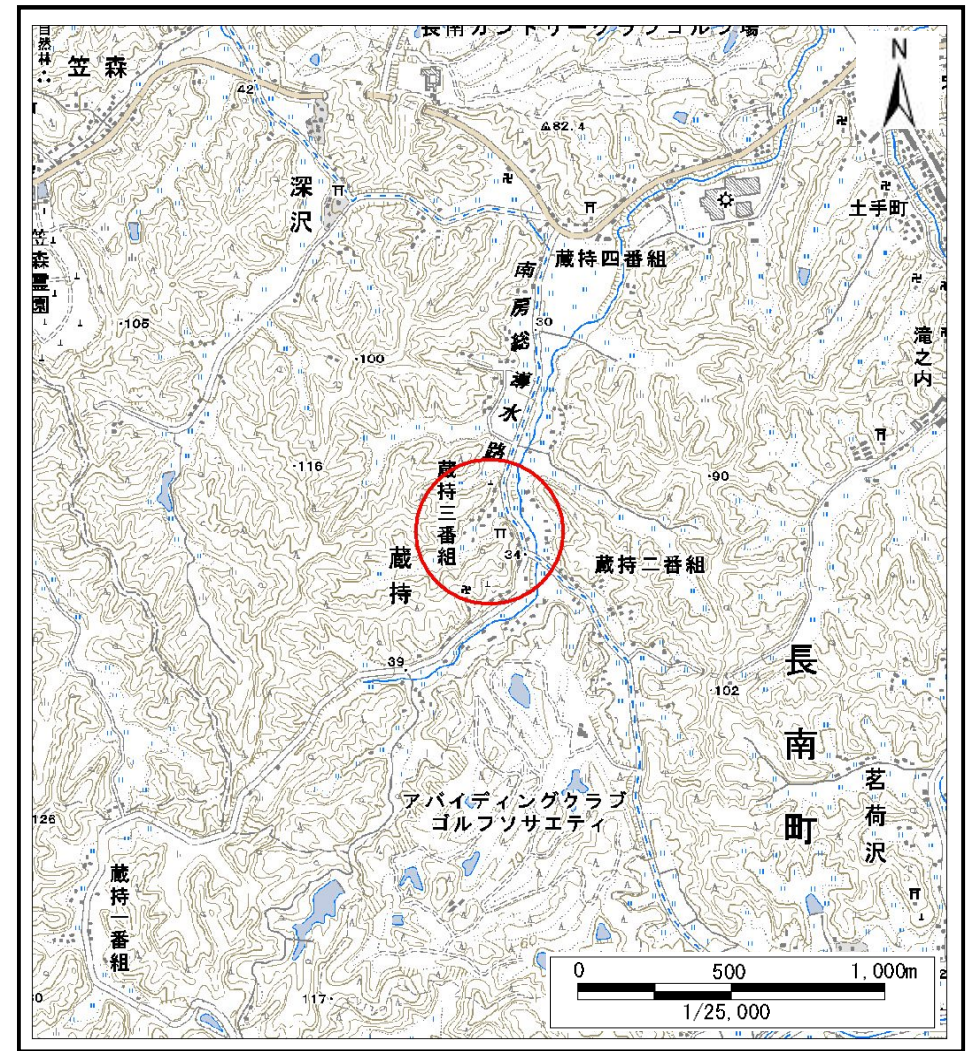 長南カントリークラブゴルフ場
自然林
笠森
N
42
82.4
深沢
土手町
蔵持四番組
笠森霊園
南房総導水路
30
105
滝之内
100
116
90
蔵持三番組
34
蔵持二番組
蔵持
39
長南町
102
アバイディングクラブ
ゴルフソサエティ
茗荷沢
126
蔵持一番組
117
0 500 1,000m
1/25,000